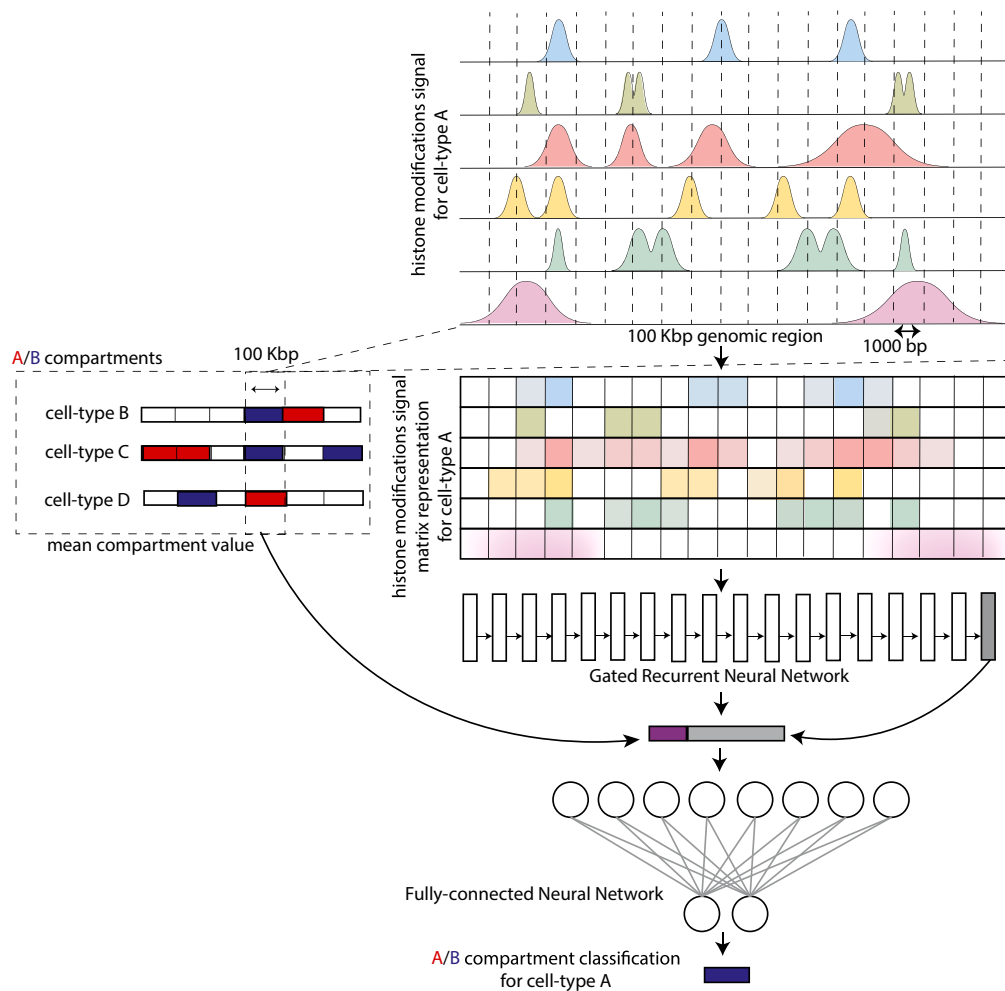 histone modifications signal
for cell-type A
100 Kbp genomic region
1000 bp
A/B compartments
100 Kbp
cell-type B
cell-type C
cell-type D
mean compartment value
histone modifications signal
matrix representation
for cell-type A
Gated Recurrent Neural Network
Fully-connected Neural Network
A/B compartment classification
for cell-type A